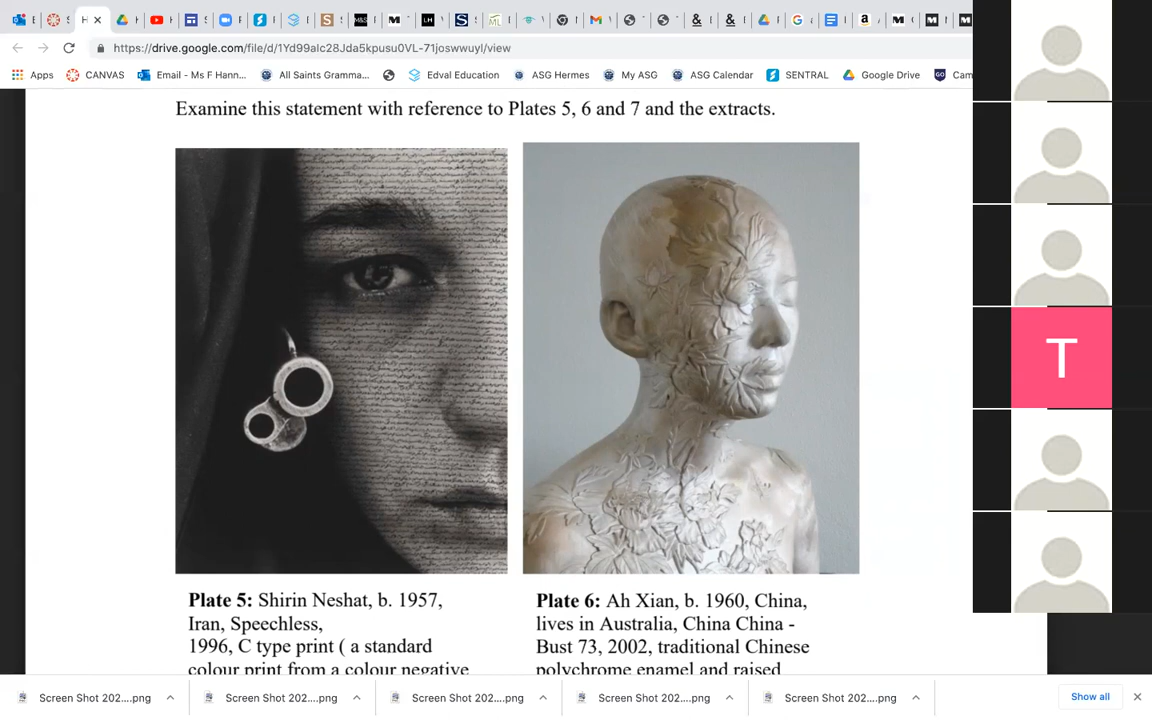 https://drive.google.com/file/d/1Yd99alc28Jda5kpusu0VL-71joswwuyl/view
Apps CANVAS Email - Ms F Hann... All Saints Gramma... Edval Education ASG Hermes My ASG ASG Calendar SENTRAL Google Drive Cam
Examine this statement with reference to Plates 5, 6 and 7 and the extracts.
T
Plate 5: Shirin Neshat, b. 1957,
Iran, Speechless,
1996, C type print ( a standard
colour print from a colour negative
Plate 6: Ah Xian, b. 1960, China,
lives in Australia, China China -
Bust 73, 2002, traditional Chinese
polychrome enamel and raised
Screen Shot 202....png Screen Shot 202....png Screen Shot 202....png Screen Shot 202....png Screen Shot 202....png Show all